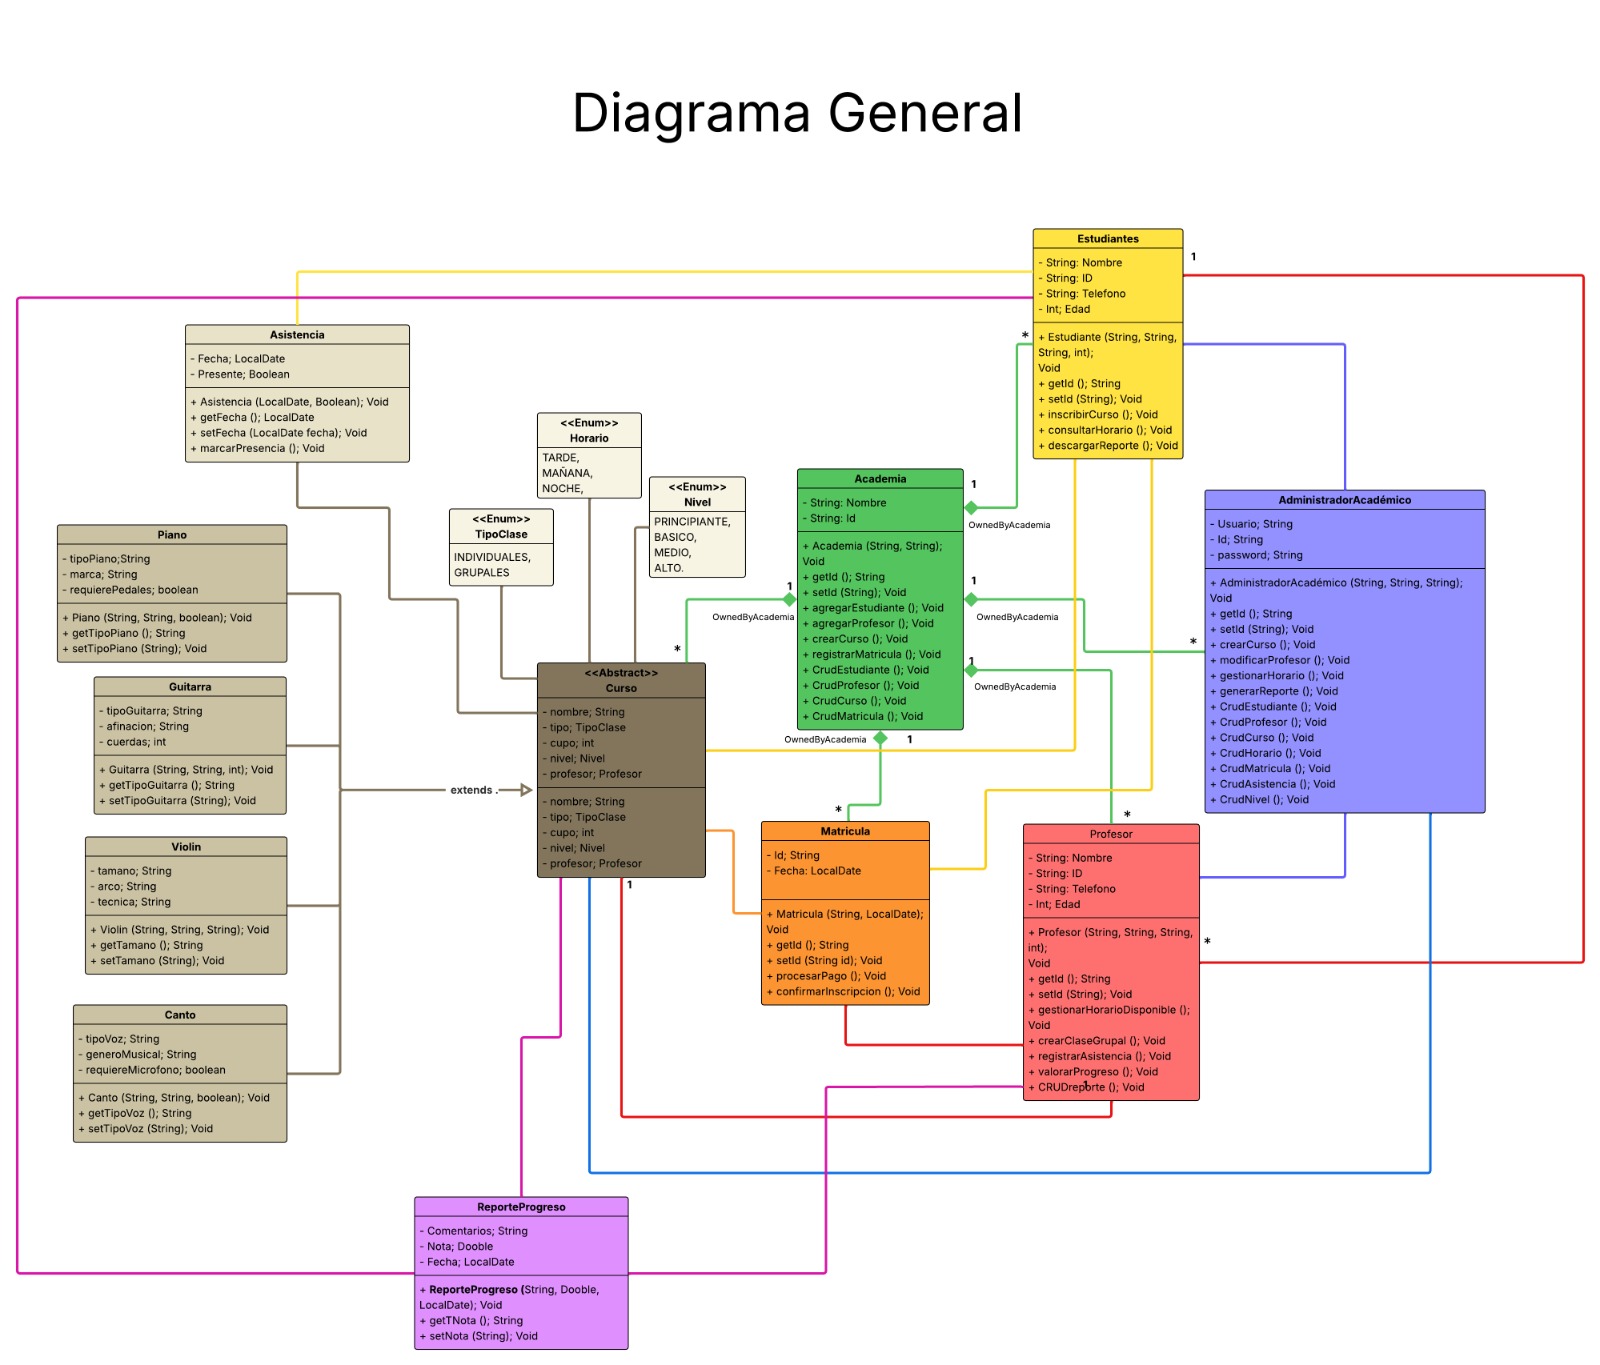 Diagrama General
Estudiantes
- String: Nombre
- String: ID
- String: Telefono
- Int; Edad
+ Estudiante (String, String,
String, int);
Void
+ getId (); String
+ setId (String); Void
+ inscribirCurso (); Void
+ consultarHorario (); Void
+ descargarReporte (); Void
1
*
Asistencia
- Fecha; LocalDate
- Presente; Boolean
+ Asistencia (LocalDate, Boolean); Void
+ getFecha (); LocalDate
+ setFecha (LocalDate fecha); Void
+ marcarPresencia (); Void
<<Enum>>
Horario
TARDE,
MAÑANA,
NOCHE,
<<Enum>>
Nivel
PRINCIPIANTE,
BASICO,
MEDIO,
ALTO.
<<Enum>>
TipoClase
INDIVIDUALES,
GRUPALES
Academia
- String: Nombre
- String: Id
+ Academia (String, String);
Void
+ getId (); String
+ setId (String); Void
+ agregarEstudiante (); Void
+ agregarProfesor (); Void
+ crearCurso (); Void
+ registrarMatricula (); Void
+ CrudEstudiante (); Void
+ CrudProfesor (); Void
+ CrudCurso (); Void
+ CrudMatricula (); Void
1
OwnedByAcademia
1
OwnedByAcademia
*
1
OwnedByAcademia
*
1
OwnedByAcademia
*
OwnedByAcademia
1
*
AdministradorAcadémico
- Usuario; String
- Id; String
- password; String
+ AdministradorAcadémico (String, String, String);
Void
+ getId (); String
+ setId (String); Void
+ crearCurso (); Void
+ modificarProfesor (); Void
+ gestionarHorario (); Void
+ generarReporte (); Void
+ CrudEstudiante (); Void
+ CrudProfesor (); Void
+ CrudCurso (); Void
+ CrudHorario (); Void
+ CrudMatricula (); Void
+ CrudAsistencia (); Void
+ CrudNivel (); Void
Piano
- tipoPiano;String
- marca; String
- requierePedales; boolean
+ Piano (String, String, boolean); Void
+ getTipoPiano (); String
+ setTipoPiano (String); Void
Guitarra
- tipoGuitarra; String
- afinacion; String
- cuerdas; int
+ Guitarra (String, String, int); Void
+ getTipoGuitarra (); String
+ setTipoGuitarra (String); Void
extends .
<<Abstract>>
Curso
- nombre; String
- tipo; TipoClase
- cupo; int
- nivel; Nivel
- profesor; Profesor
- nombre; String
- tipo; TipoClase
- cupo; int
- nivel; Nivel
- profesor; Profesor
1
Violin
- tamano; String
- arco; String
- tecnica; String
+ Violin (String, String, String); Void
+ getTamano (); String
+ setTamano (String); Void
Matricula
- Id; String
- Fecha: LocalDate
+ Matricula (String, LocalDate);
Void
+ getId (); String
+ setId (String id); Void
+ procesarPago (); Void
+ confirmarInscripcion (); Void
Profesor
- String: Nombre
- String: ID
- String: Telefono
- Int; Edad
+ Profesor (String, String, String,
int);
Void
+ getId (); String
+ setId (String); Void
+ gestionarHorarioDisponible ();
Void
+ crearClaseGrupal (); Void
+ registrarAsistencia (); Void
+ valorarProgreso (); Void
+ CRUDreporte (); Void
1
*
Canto
- tipoVoz; String
- generoMusical; String
- requiereMicrofono; boolean
+ Canto (String, String, boolean); Void
+ getTipoVoz (); String
+ setTipoVoz (String); Void
ReporteProgreso
- Comentarios; String
- Nota; Dooble
- Fecha; LocalDate
+ ReporteProgreso (String, Dooble,
LocalDate); Void
+ getTNota (); String
+ setNota (String); Void